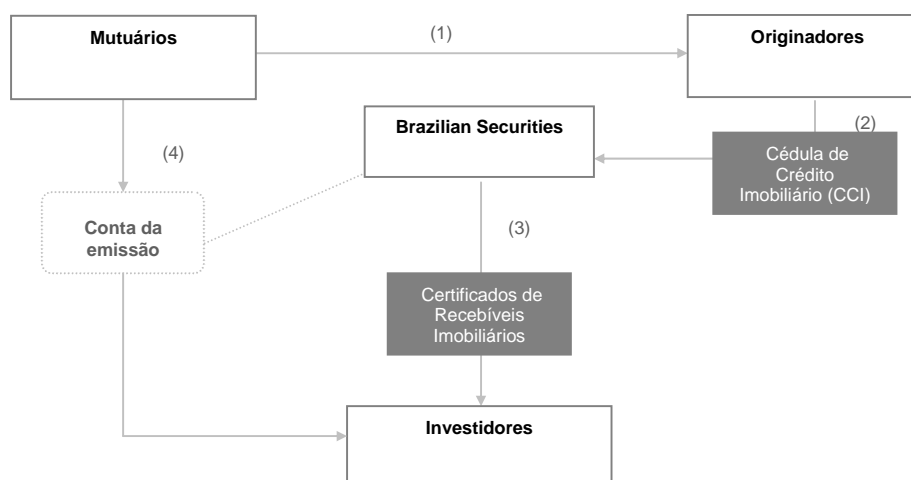 Mutuários
(1)
Originadores
Brazilian Securities
(2)
Cédula de
Crédito
Imobiliário (CCI)
(4)
Conta da
emissão
(3)
Certificados de
Recebíveis
Imobiliários
Investidores